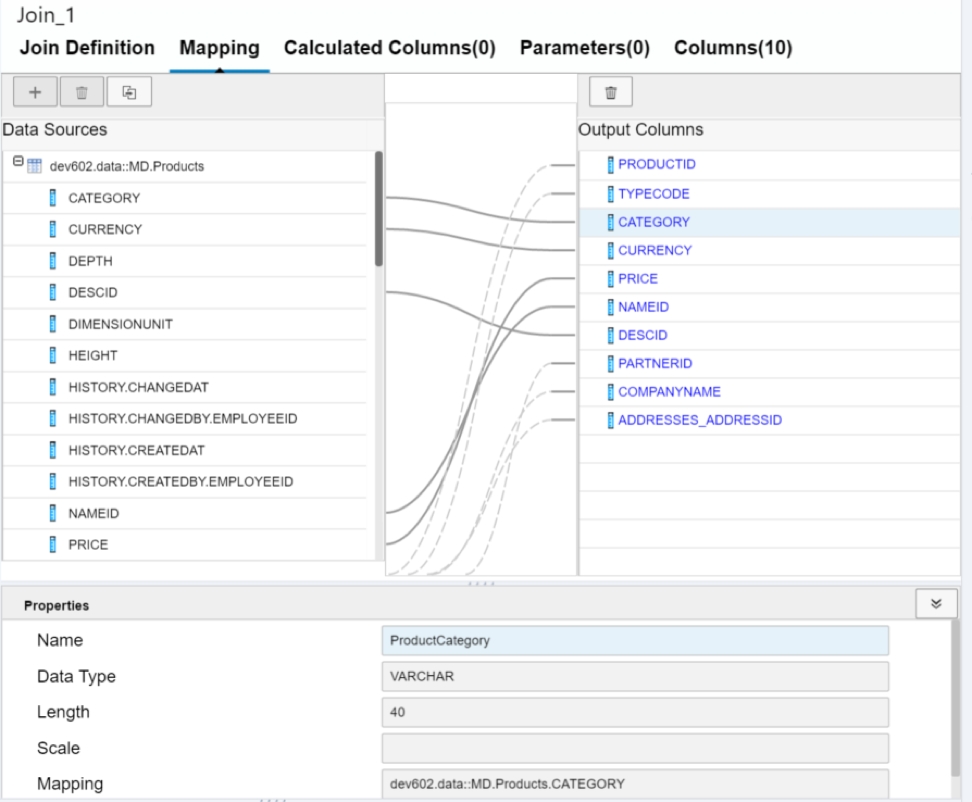 Join_1
Join Definition Mapping Calculated Columns(0) Parameters(0) Columns(10)
Data Sources
dev602.data::MD.Products
CATEGORY
CURRENCY
DEPTH
DESCID
DIMENSIONUNIT
HEIGHT
HISTORY.CHANGEDAT
HISTORY.CHANGEDBY.EMPLOYEEID
HISTORY.CREATEDAT
HISTORY.CREATEDBY.EMPLOYEEID
NAMEID
PRICE
Output Columns
PRODUCTID
TYPECODE
CATEGORY
CURRENCY
PRICE
NAMEID
DESCID
PARTNERID
COMPANYNAME
ADDRESSES_ADDRESSID
Properties
Name ProductCategory
Data Type VARCHAR
Length 40
Scale
Mapping dev602.data::MD.Products.CATEGORY